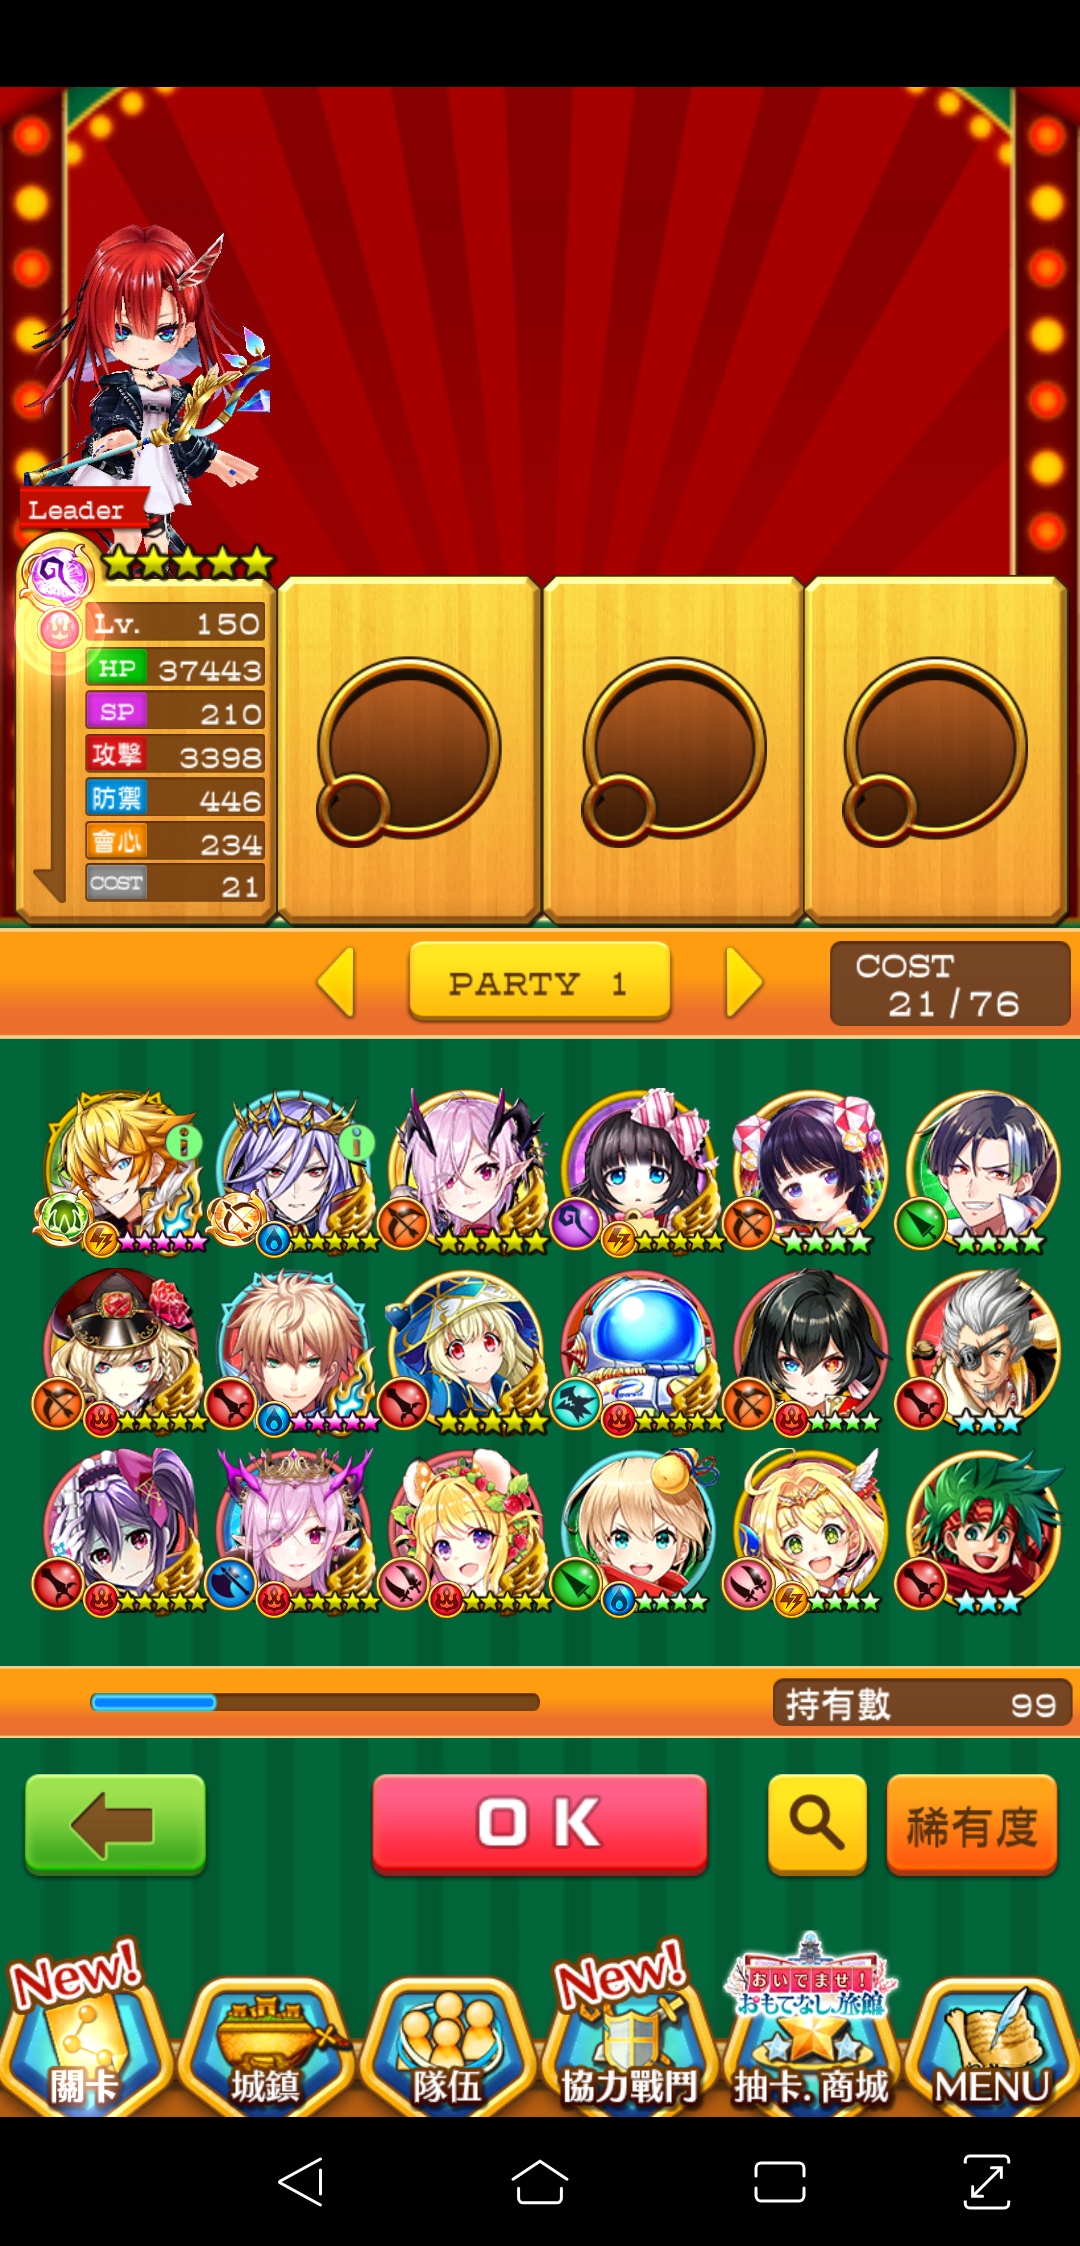 Leader
Lv. 150
HP 37443
SP 210
攻擊 3398
防禦 446
會心 234
COST 21
PARTY 1
COST
21/76
持有數 99
OK
稀有度
New!
New!
おいでませ!
おもてなし旅館
關卡
城鎮
隊伍
協力戰鬥
抽卡.商城
MENU